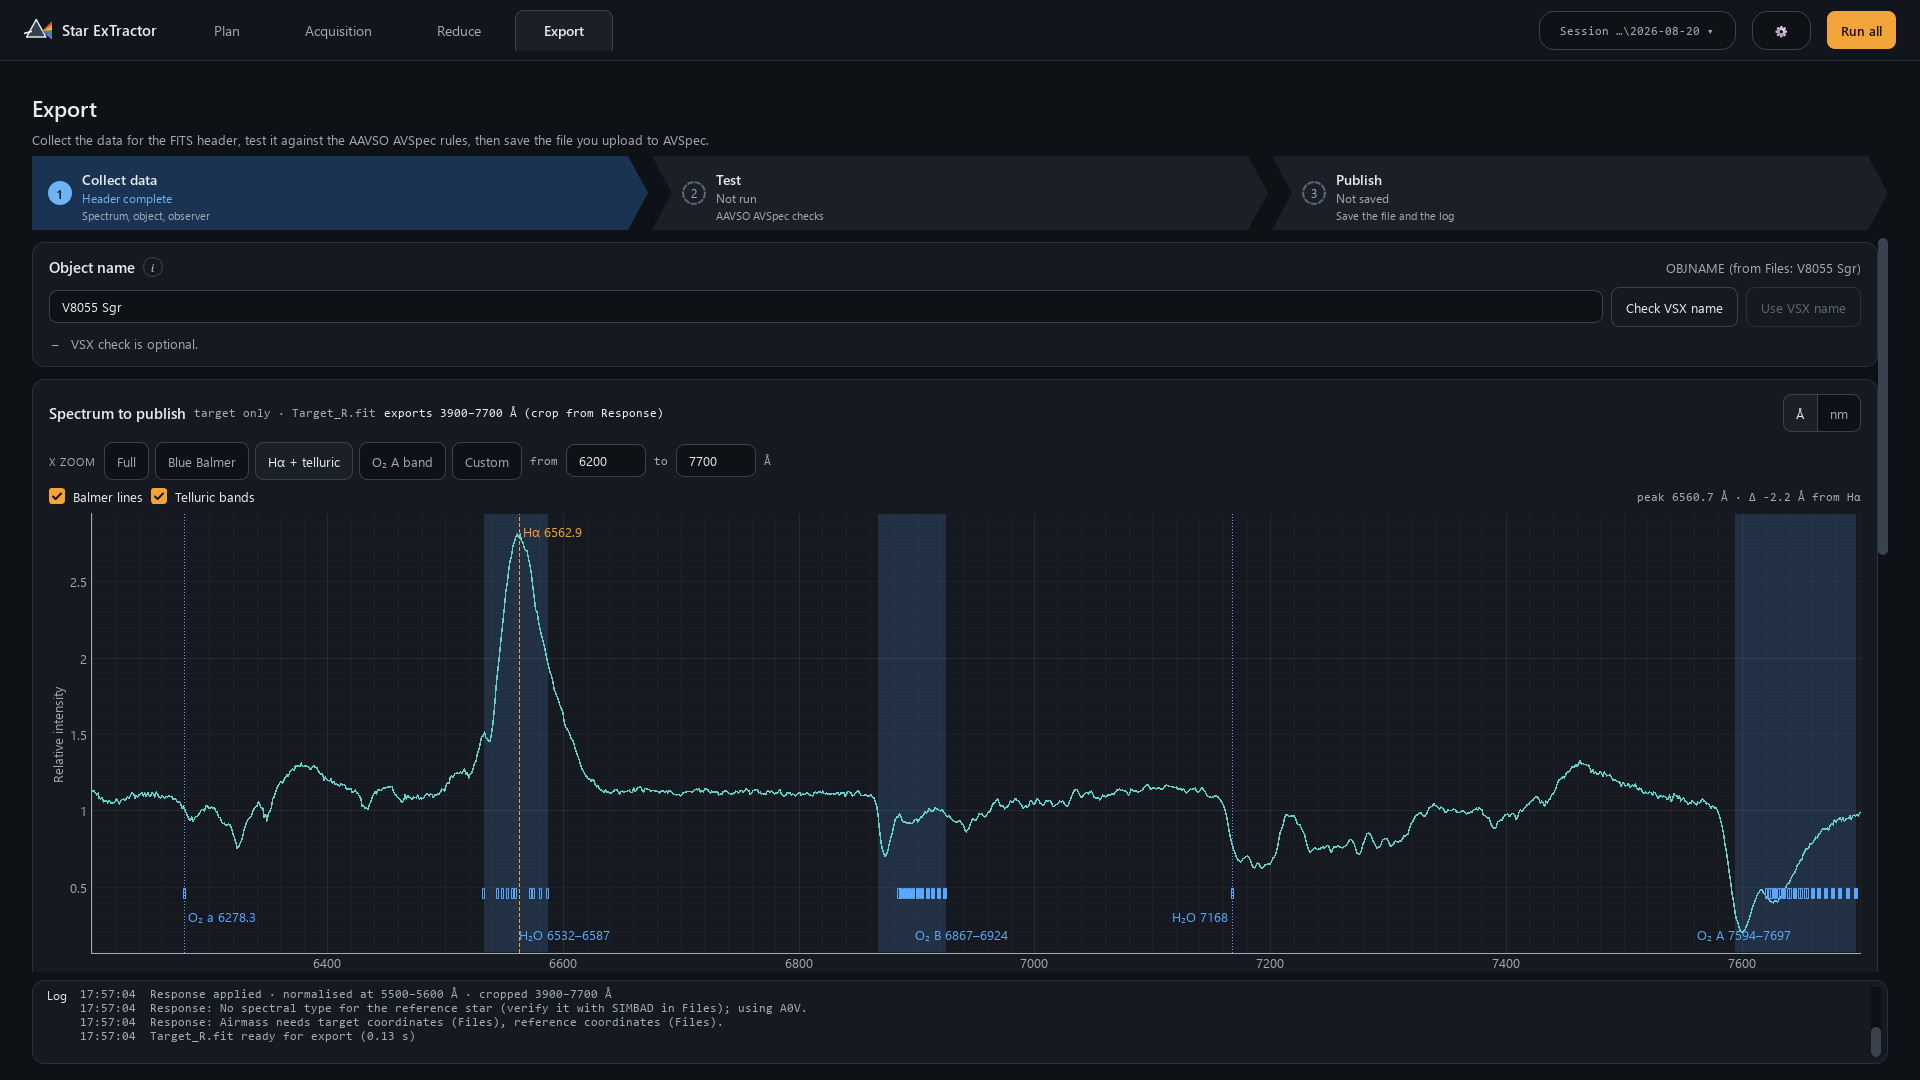 Star ExTractor
Plan
Acquisition
Reduce
Export
Session …\2026-08-20 ▾
Run all
Export
Collect the data for the FITS header, test it against the AAVSO AVSpec rules, then save the file you upload to AVSpec.
1
Collect data
Header complete
Spectrum, object, observer
2
Test
Not run
AAVSO AVSpec checks
3
Publish
Not saved
Save the file and the log
Object name i
OBJNAME (from Files: V8055 Sgr)
V8055 Sgr
Check VSX name
Use VSX name
– VSX check is optional.
Spectrum to publish target only · Target_R.fit exports 3900–7700 Å (crop from Response)
Å
nm
X ZOOM
Full
Blue Balmer
Hα + telluric
O₂ A band
Custom
from
6200
to
7700
Å
Balmer lines
Telluric bands
peak 6560.7 Å · Δ -2.2 Å from Hα
Hα 6562.9
2.5
2
1.5
1
0.5
Relative intensity
O₂ a 6278.3
H₂O 7168
H₂O 6532–6587
O₂ B 6867–6924
O₂ A 7594–7697
6400
6600
6800
7000
7200
7400
7600
Log
17:57:04 Response applied · normalised at 5500–5600 Å · cropped 3900–7700 Å
17:57:04 Response: No spectral type for the reference star (verify it with SIMBAD in Files); using A0V.
17:57:04 Response: Airmass needs target coordinates (Files), reference coordinates (Files).
17:57:04 Target_R.fit ready for export (0.13 s)